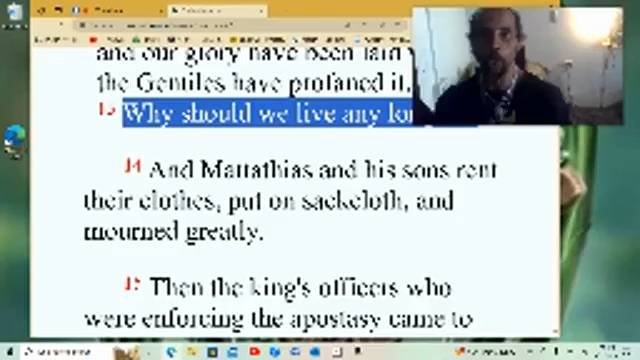 and our glory have been laid
the Gentiles have profaned it.
13 Why should we live any lon
14 And Mattathias and his sons rent
their clothes, put on sackcloth, and
mourned greatly.
15 Then the king's officers who
were enforcing the apostasy came to